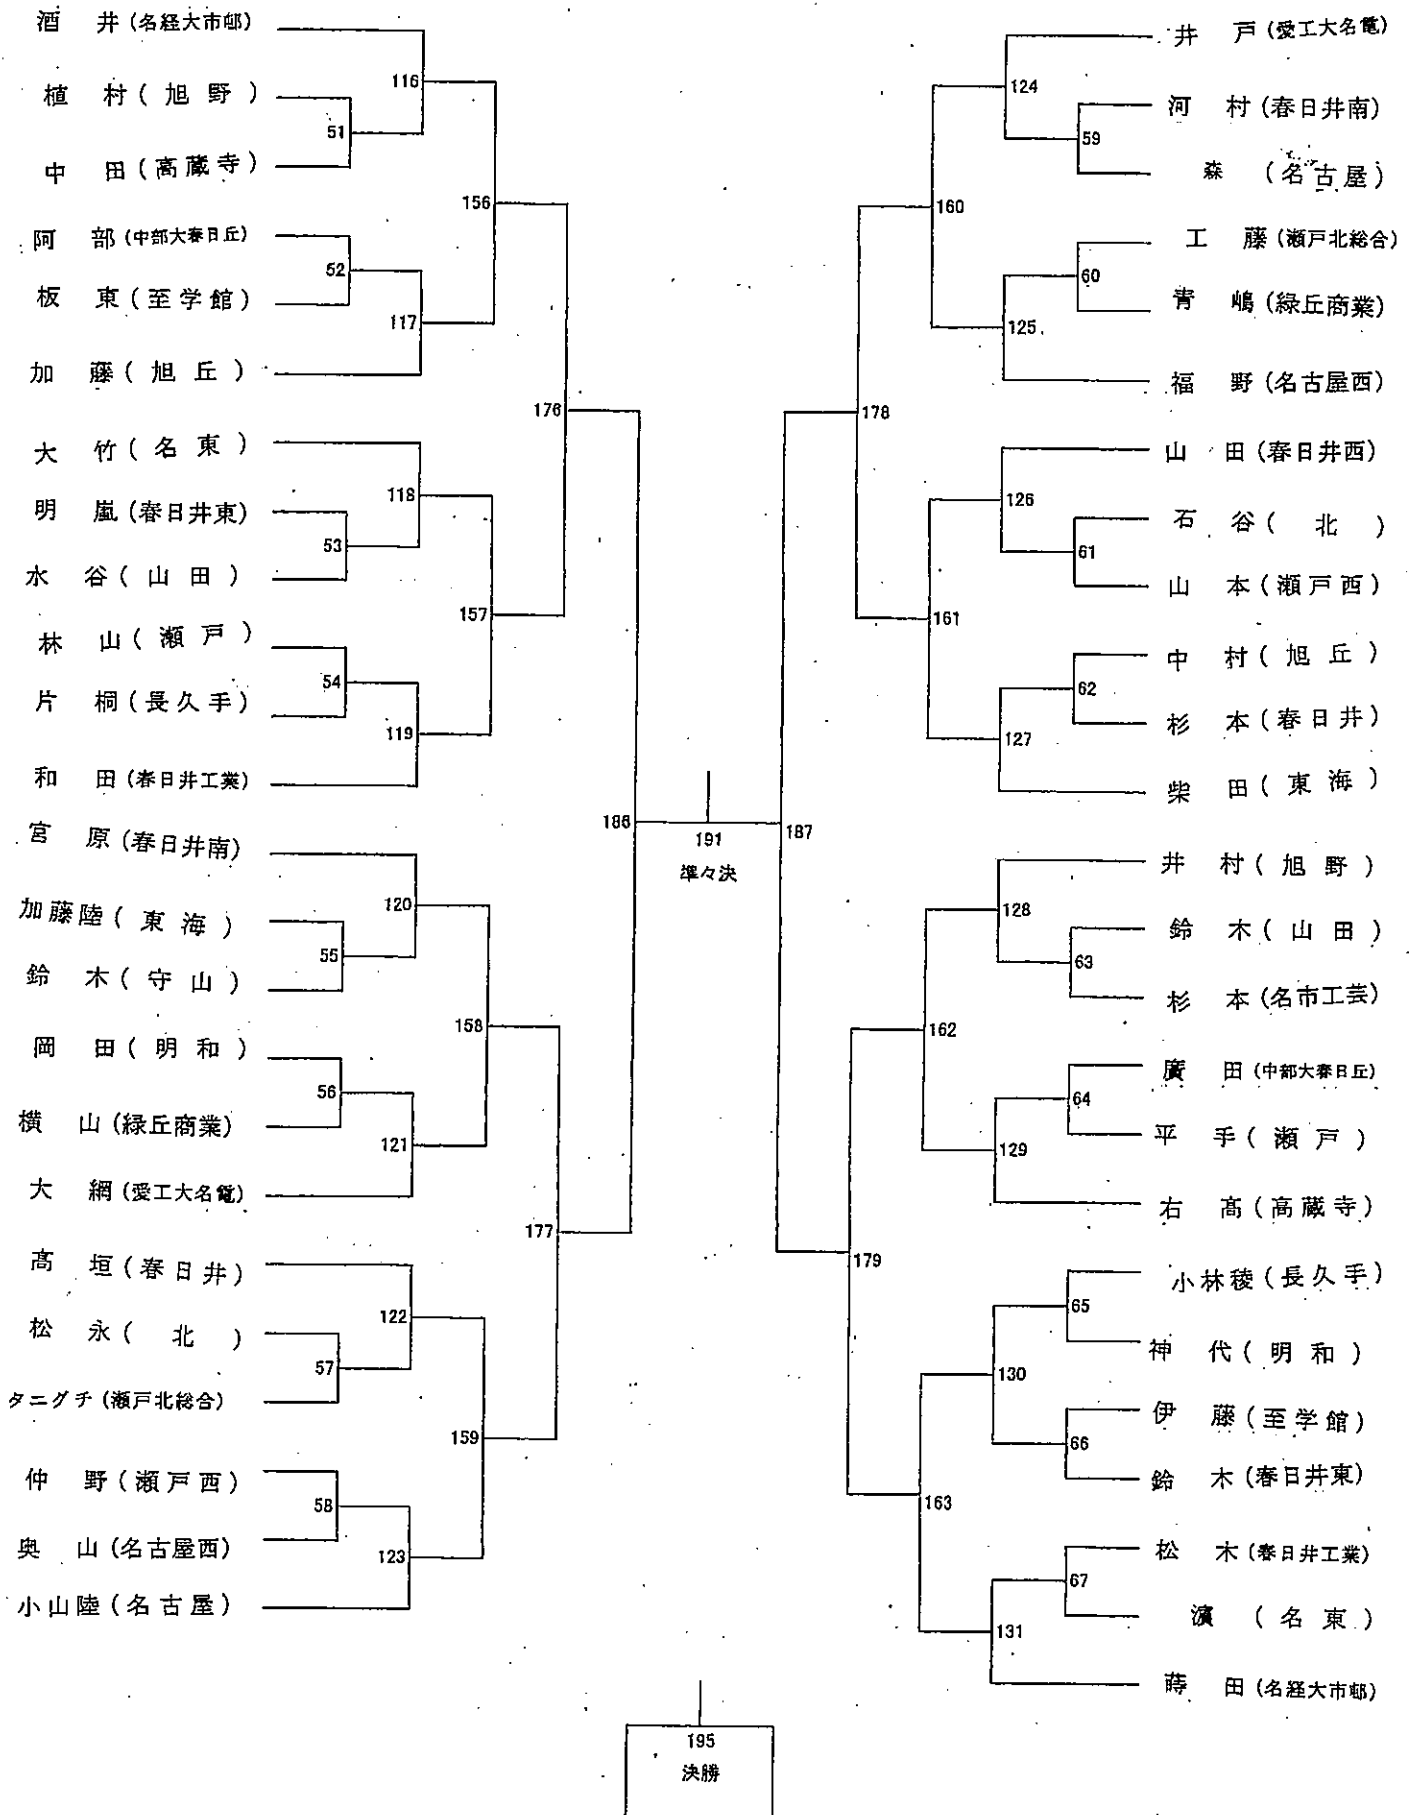 酒 井 (名経大市邨)
植 村 ( 旭 野 )
中 田 (高蔵寺)
阿 部 (中部大春日丘)
板 東 (至学館)
加 藤 ( 旭 丘 )
大 竹 ( 名 東 )
明 嵐 (春日井東)
水 谷 ( 山 田 )
林 山 ( 瀬 戸 )
片 桐 (長久手)
和 田 (春日井工業)
宮 原 (春日井南)
加藤陸 ( 東 海 )
鈴 木 ( 守 山 )
岡 田 ( 明 和 )
横 山 (緑丘商業)
大 網 (愛工大名電)
髙 垣 (春日井)
松 永 ( 北 )
タニグチ (瀬戸北総合)
仲 野 (瀬戸西)
奥 山 (名古屋西)
小山陸 (名古屋)
51
52
53
54
55
56
57
58
116
117
118
119
120
121
122
123
156
157
158
159
176
177
186
191
準々決
187
178
179
160
161
162
163
124
125
126
127
128
129
130
131
59
60
61
62
63
64
65
66
67
井 戸 (愛工大名電)
河 村 (春日井南)
森 (名古屋)
工 藤 (瀬戸北総合)
青 嶋 (緑丘商業)
福 野 (名古屋西)
山 田 (春日井西)
石 谷 ( 北 )
山 本 (瀬戸西)
中 村 ( 旭 丘 )
杉 本 (春日井)
柴 田 ( 東 海 )
井 村 ( 旭 野 )
鈴 木 ( 山 田 )
杉 本 (名市工芸)
廣 田 (中部大春日丘)
平 手 ( 瀬 戸 )
右 髙 (高蔵寺)
小林稜 (長久手)
神 代 ( 明 和 )
伊 藤 (至学館)
鈴 木 (春日井東)
松 木 (春日井工業)
濵 ( 名 東 )
蒔 田 (名経大市邨)
195
決勝